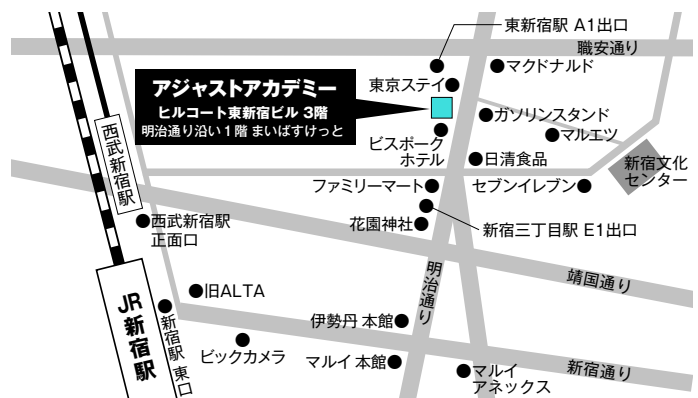 東新宿駅 A1出口
職安通り
東京ステイ
マクドナルド
アジャストアカデミー
ヒルコート東新宿ビル 3階
明治通り沿い1階 まいばすけっと
ガソリンスタンド
マルエツ
ビスポーク
ホテル
日清食品
新宿文化
センター
西武新宿駅
ファミリーマート
セブンイレブン
西武新宿駅
正面口
花園神社
新宿三丁目駅 E1出口
明治通り
靖国通り
JR新宿駅
旧ALTA
新宿駅 東口
伊勢丹 本館
ビックカメラ
マルイ 本館
新宿通り
マルイ
アネックス